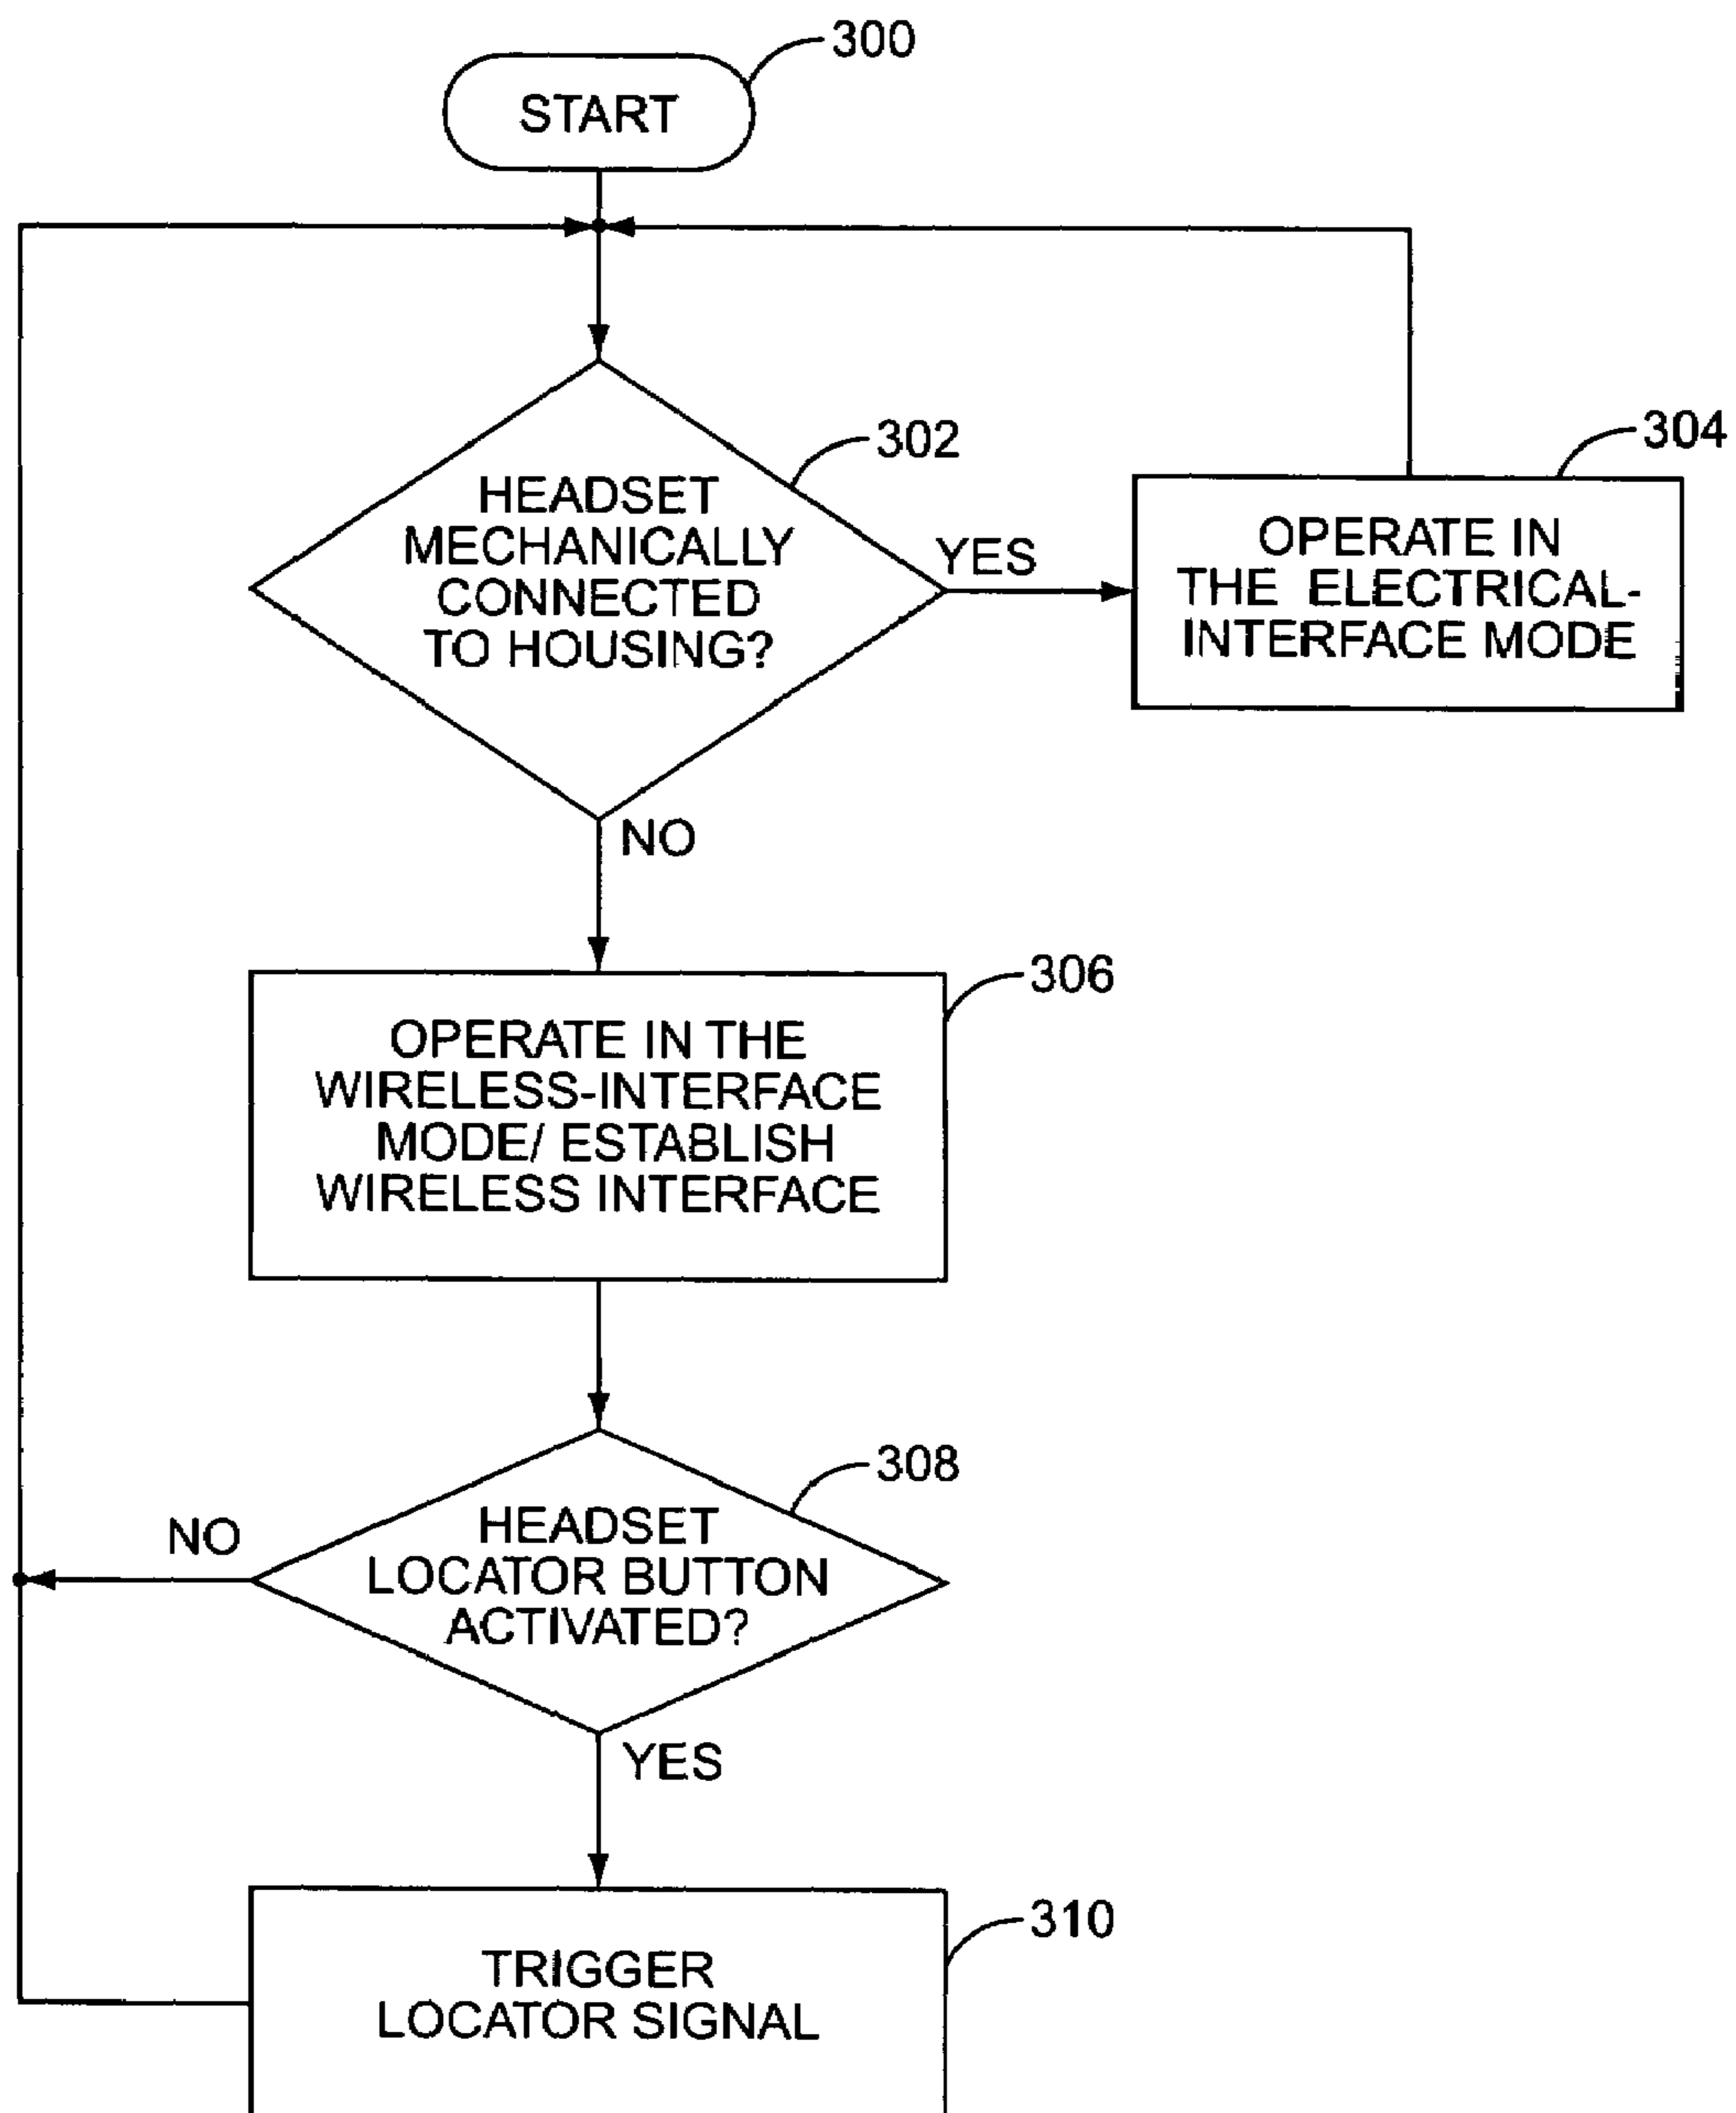 300
START
302
HEADSET
MECHANICALLY
CONNECTED
TO HOUSING?
YES
304
OPERATE IN
THE ELECTRICAL-
INTERFACE MODE
NO
306
OPERATE IN THE
WIRELESS-INTERFACE
MODE/ ESTABLISH
WIRELESS INTERFACE
308
HEADSET
LOCATOR BUTTON
ACTIVATED?
NO
YES
310
TRIGGER
LOCATOR SIGNAL